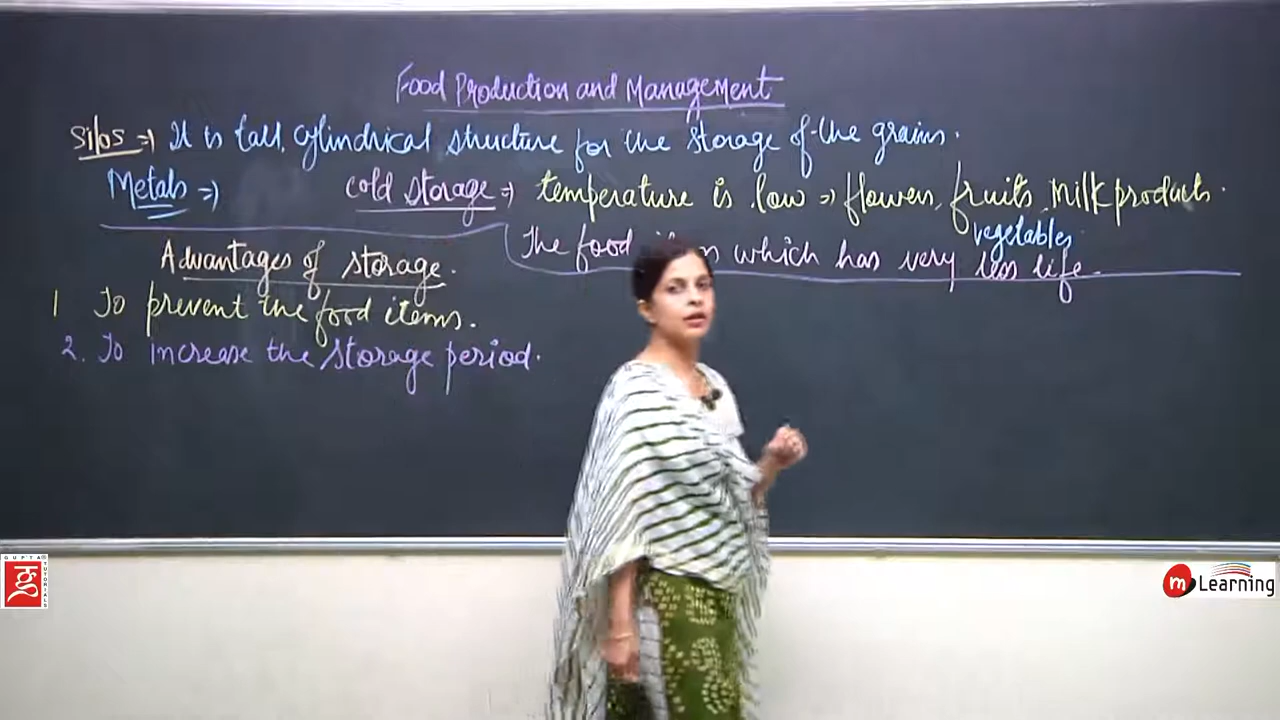 Food Production and Management
Silos => It is tall, cylindrical structure for the storage of the grains.
Metals => cold storage => temperature is low => flowers, fruits, Milk products.
vegetables
The food which has very less life.
Advantages of storage.
1 To prevent the food items.
2. To increase the storage period.
GUPTA TUTORIALS
m Learning